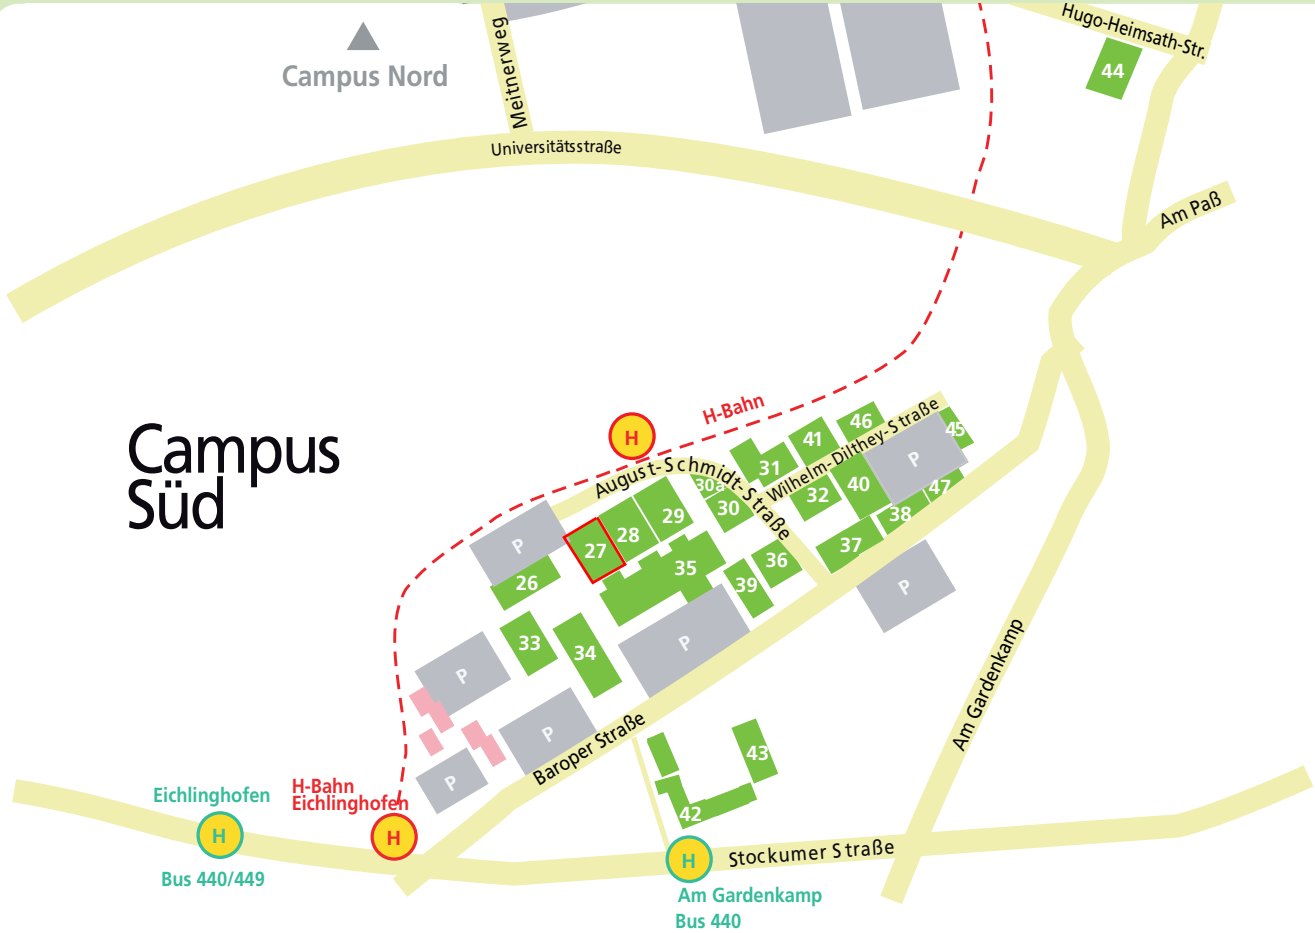 Hugo-Heimsath-Str.
44
Campus Nord
Meitnerweg
Universitätsstraße
Am Paß
Campus
Süd
H
H-Bahn
August-Schmidt-Straße
Wilhelm-Dilthey-Straße
46
41
45
31
P
30a
32
40
47
30
38
29
28
27
37
P
26
35
36
39
P
33
34
P
P
P
P
Baroper Straße
Am Gardenkamp
43
42
Eichlinghofen
H
Bus 440/449
H-Bahn
Eichlinghofen
H
H
Stockumer Straße
Am Gardenkamp
Bus 440